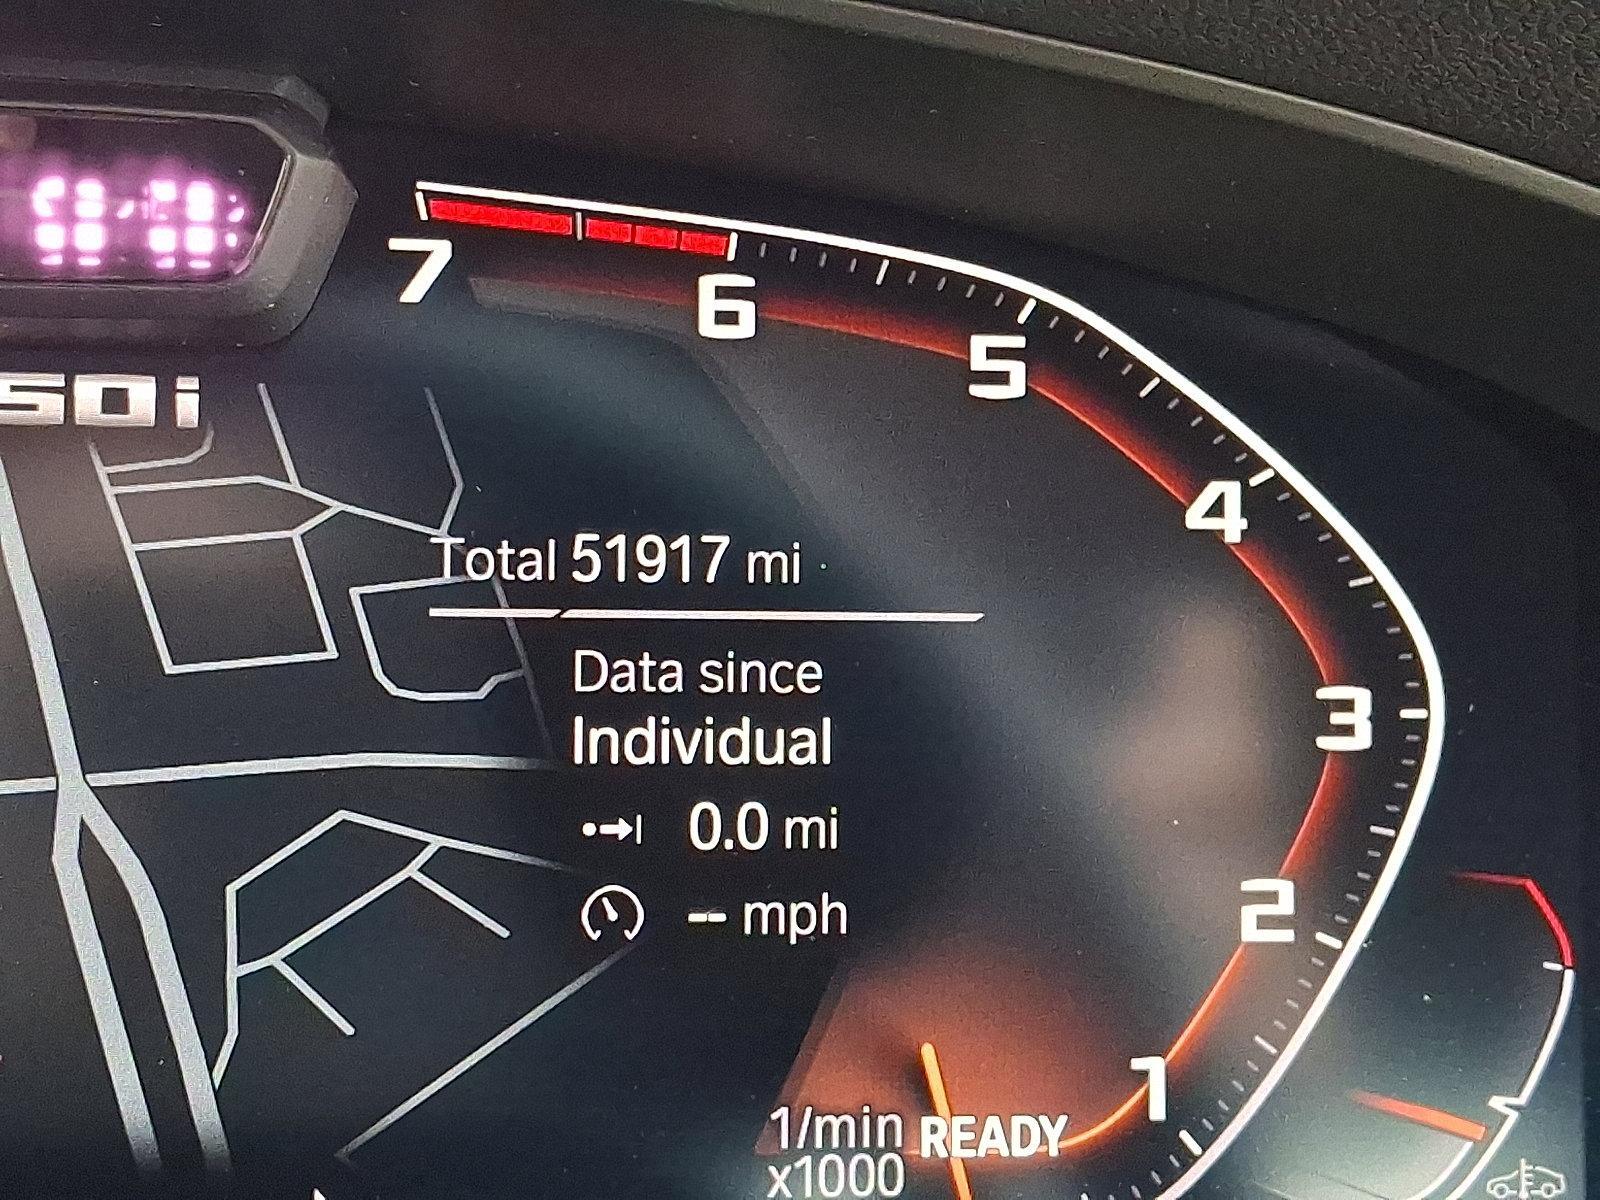 7
6
5
50i
4
Total 51917 mi
Data since
Individual
3
0.0 mi
2
-- mph
1
1/min READY
x1000